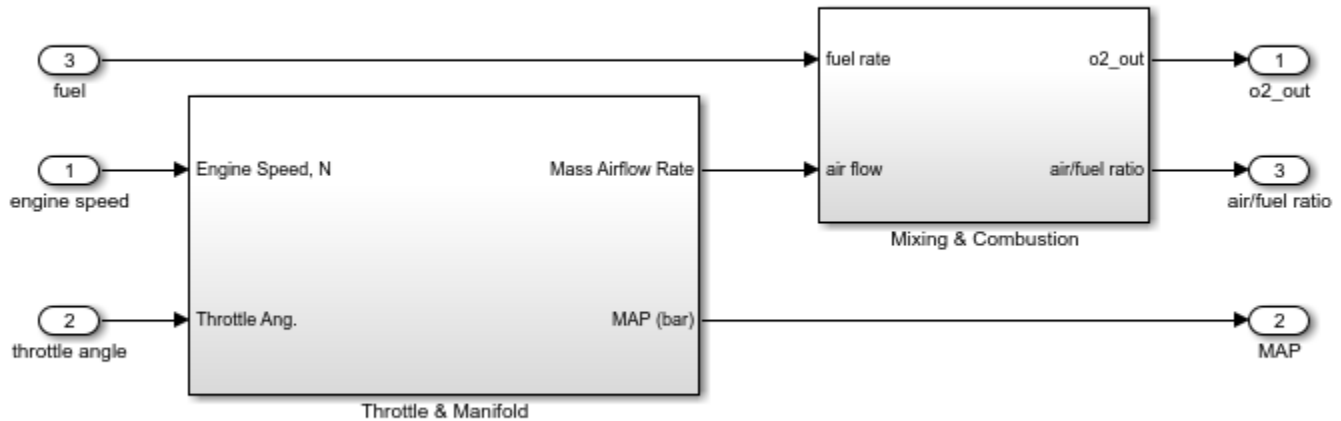 3
fuel
fuel rate
o2_out
1
o2_out
1
engine speed
Engine Speed, N
Mass Airflow Rate
air flow
air/fuel ratio
3
air/fuel ratio
Mixing & Combustion
2
throttle angle
Throttle Ang.
MAP (bar)
2
MAP
Throttle & Manifold